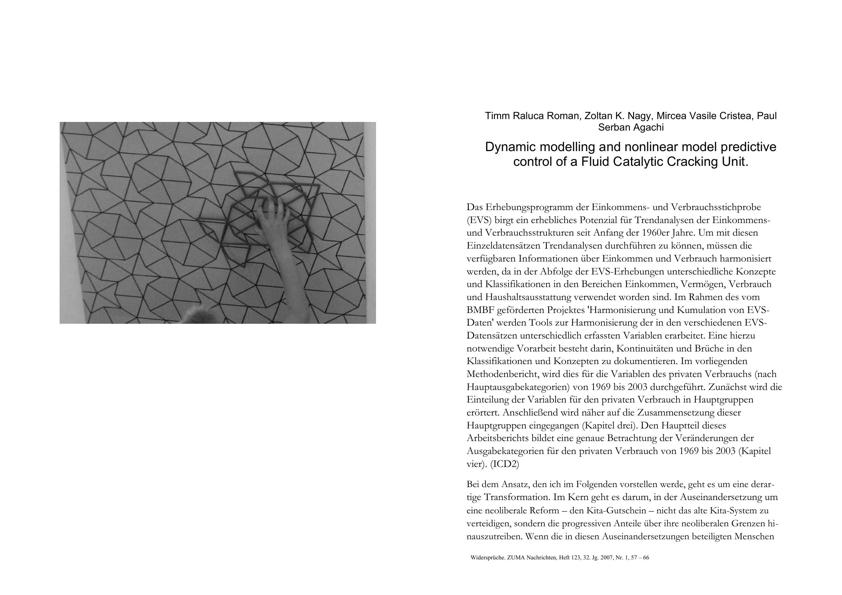 Timm Raluca Roman, Zoltan K. Nagy, Mircea Vasile Cristea, Paul
Serban Agachi
Dynamic modelling and nonlinear model predictive
control of a Fluid Catalytic Cracking Unit.
Das Erhebungsprogramm der Einkommens- und Verbrauchsstichprobe
(EVS) birgt ein erhebliches Potenzial für Trendanalysen der Einkommens-
und Verbrauchsstrukturen seit Anfang der 1960er Jahre. Um mit diesen
Einzeldatensätzen Trendanalysen durchführen zu können, müssen die
verfügbaren Informationen über Einkommen und Verbrauch harmonisiert
werden, da in der Abfolge der EVS-Erhebungen unterschiedliche Konzepte
und Klassifikationen in den Bereichen Einkommen, Vermögen, Verbrauch
und Haushaltsausstattung verwendet worden sind. Im Rahmen des vom
BMBF geförderten Projektes 'Harmonisierung und Kumulation von EVS-
Daten' werden Tools zur Harmonisierung der in den verschiedenen EVS-
Datensätzen unterschiedlich erfassten Variablen erarbeitet. Eine hierzu
notwendige Vorarbeit besteht darin, Kontinuitäten und Brüche in den
Klassifikationen und Konzepten zu dokumentieren. Im vorliegenden
Methodenbericht, wird dies für die Variablen des privaten Verbrauchs (nach
Hauptausgabekategorien) von 1969 bis 2003 durchgeführt. Zunächst wird die
Einteilung der Variablen für den privaten Verbrauch in Hauptgruppen
erörtert. Anschließend wird näher auf die Zusammensetzung dieser
Hauptgruppen eingegangen (Kapitel drei). Den Hauptteil dieses
Arbeitsberichts bildet eine genaue Betrachtung der Veränderungen der
Ausgabekategorien für den privaten Verbrauch von 1969 bis 2003 (Kapitel
vier). (ICD2)
Bei dem Ansatz, den ich im Folgenden vorstellen werde, geht es um eine derar-
tige Transformation. Im Kern geht es darum, in der Auseinandersetzung um
eine neoliberale Reform – den Kita-Gutschein – nicht das alte Kita-System zu
verteidigen, sondern die progressiven Anteile über ihre neoliberalen Grenzen hi-
nauszutreiben. Wenn die in diesen Auseinandersetzungen beteiligten Menschen
Widersprüche. ZUMA Nachrichten, Heft 123, 32. Jg. 2007, Nr. 1, 57 – 66